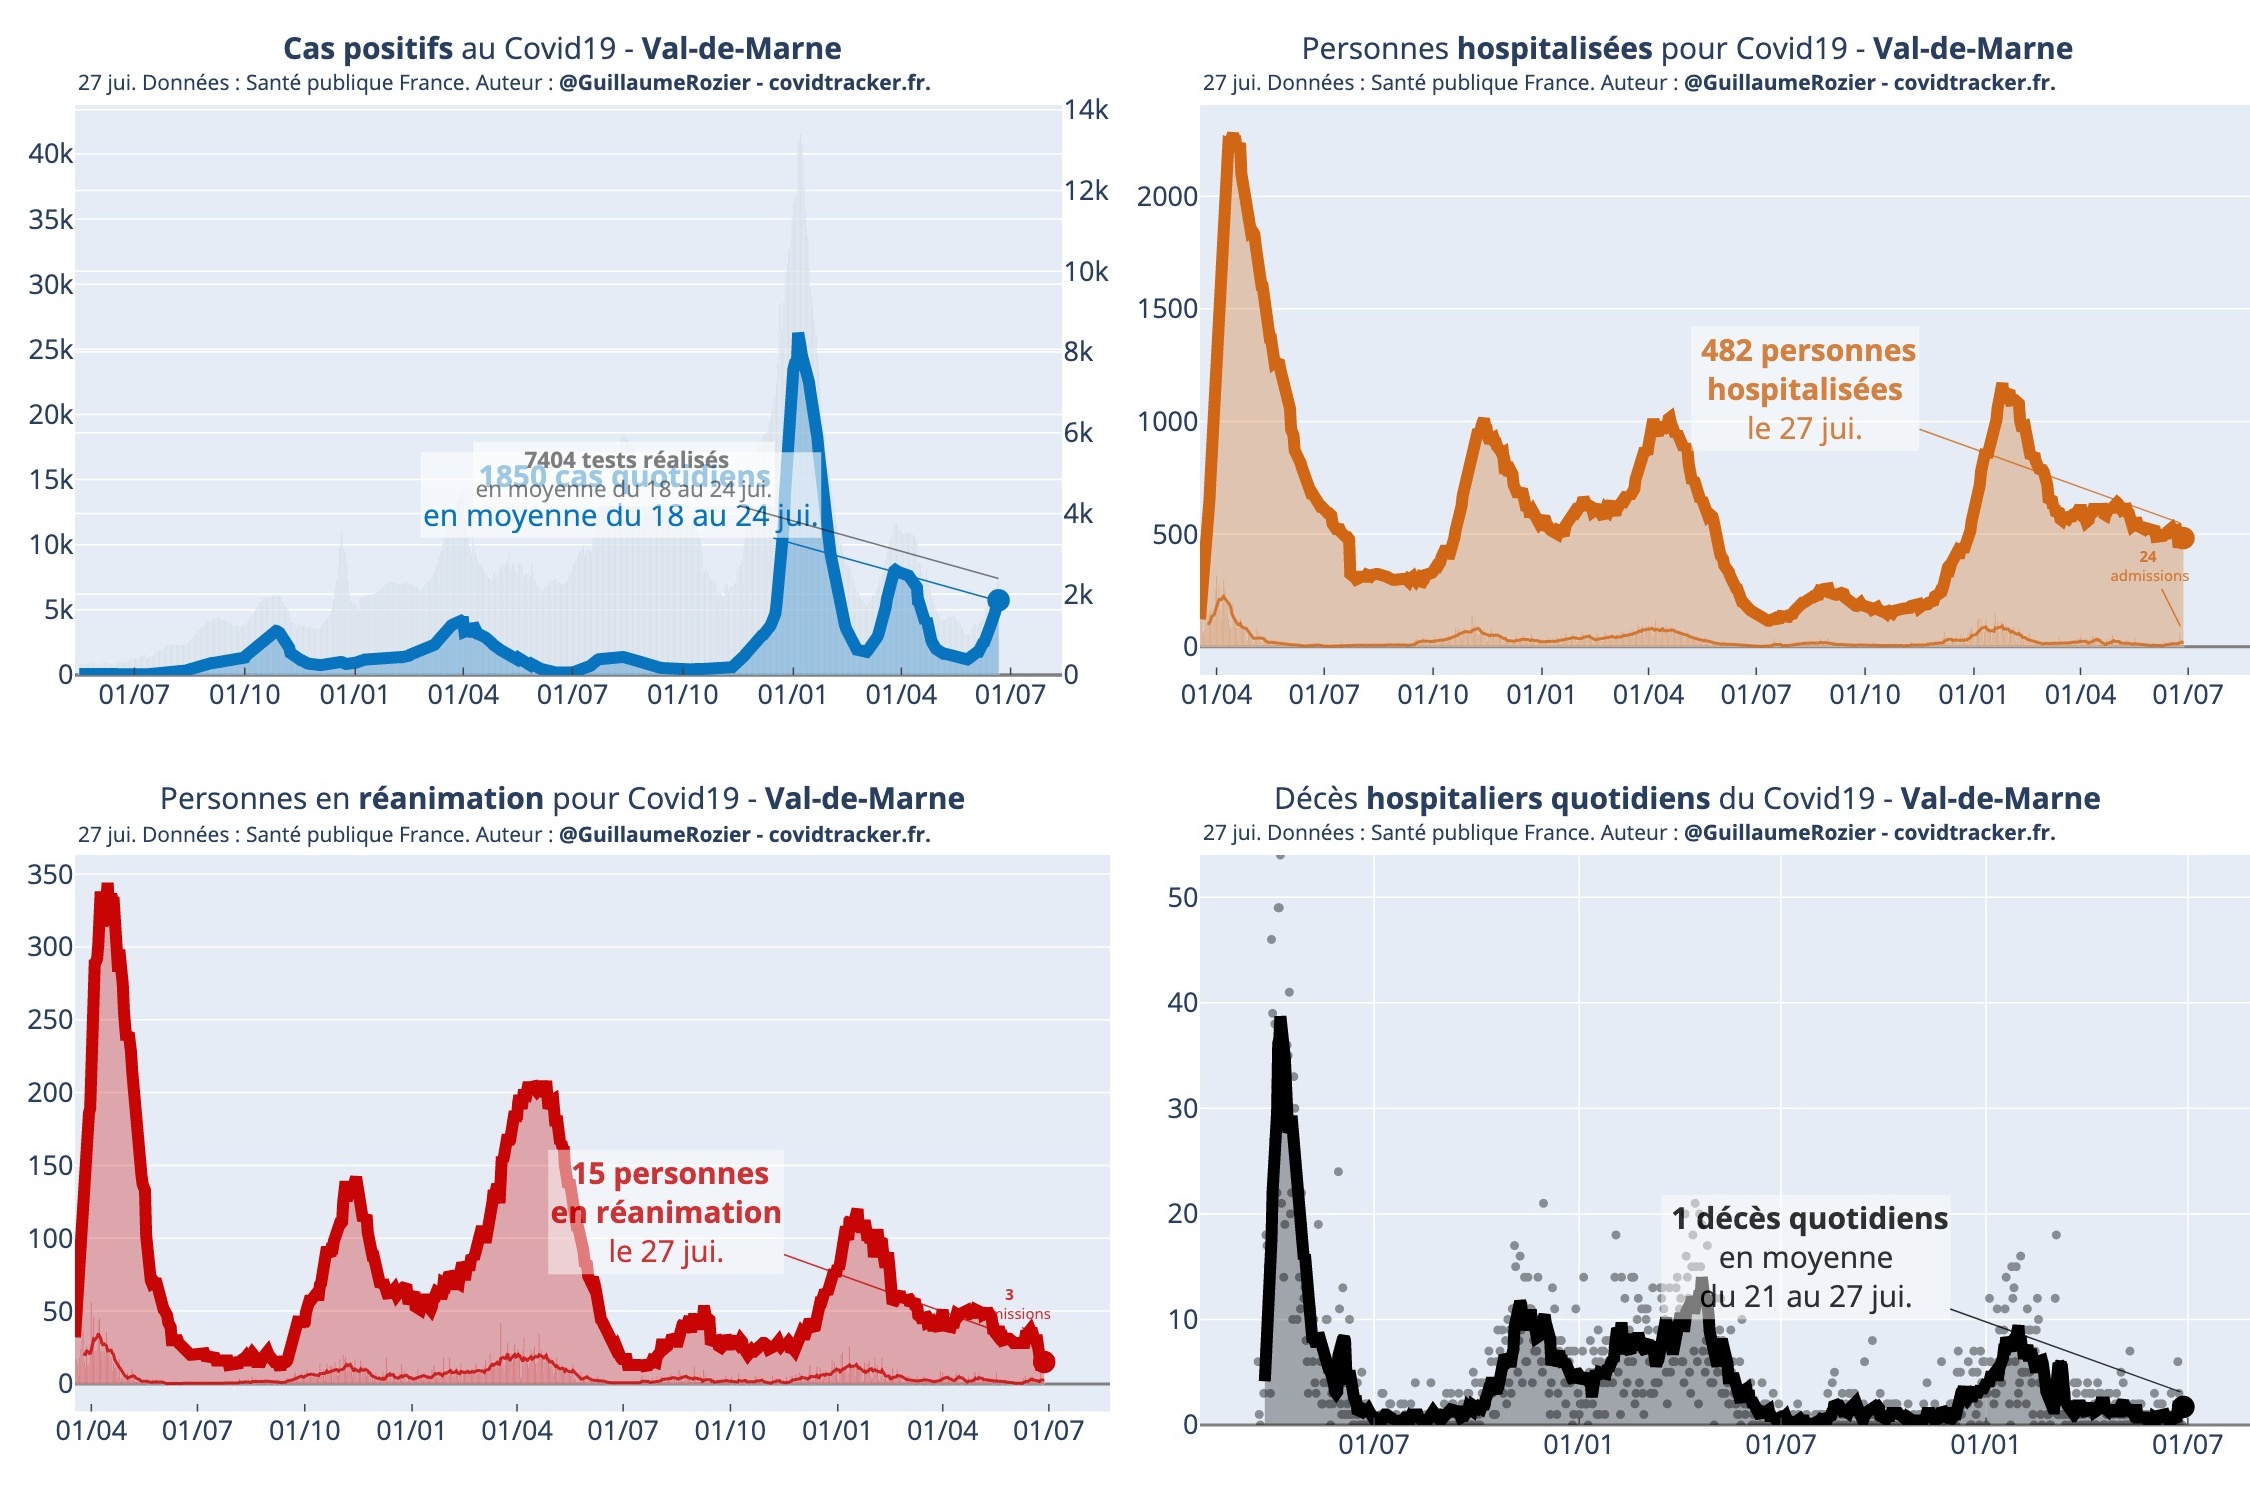 Cas positifs au Covid19 - Val-de-Marne
27 jui. Données : Santé publique France. Auteur : @GuillaumeRozier - covidtracker.fr.
14k
12k
10k
8k
6k
4k
2k
0
40k
35k
30k
25k
20k
15k
10k
5k
0
7404 tests réalisés
en moyenne du 18 au 24 jui.
1850 cas quotidiens
en moyenne du 18 au 24 jui.
01/07 01/10 01/01 01/04 01/07 01/10 01/01 01/04 01/07
Personnes hospitalisées pour Covid19 - Val-de-Marne
27 jui. Données : Santé publique France. Auteur : @GuillaumeRozier - covidtracker.fr.
2000
1500
1000
500
0
482 personnes
hospitalisées
le 27 jui.
24
admissions
01/04 01/07 01/10 01/01 01/04 01/07 01/10 01/01 01/04 01/07
Personnes en réanimation pour Covid19 - Val-de-Marne
27 jui. Données : Santé publique France. Auteur : @GuillaumeRozier - covidtracker.fr.
350
300
250
200
150
100
50
0
15 personnes
en réanimation
le 27 jui.
3
missions
01/04 01/07 01/10 01/01 01/04 01/07 01/10 01/01 01/04 01/07
Décès hospitaliers quotidiens du Covid19 - Val-de-Marne
27 jui. Données : Santé publique France. Auteur : @GuillaumeRozier - covidtracker.fr.
50
40
30
20
10
0
1 décès quotidiens
en moyenne
du 21 au 27 jui.
01/07 01/01 01/07 01/01 01/07